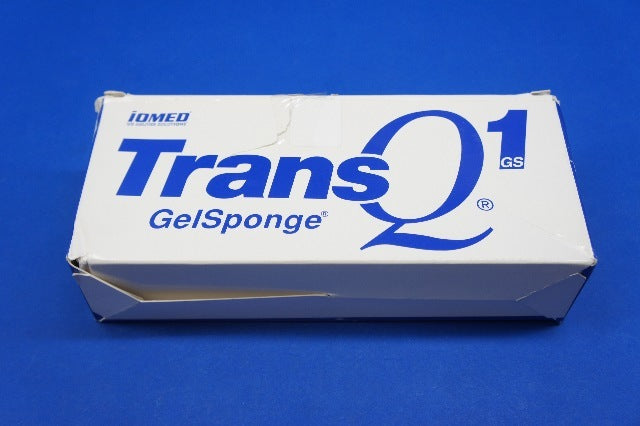 iOMED
TransQ1
GS
GelSponge®
®